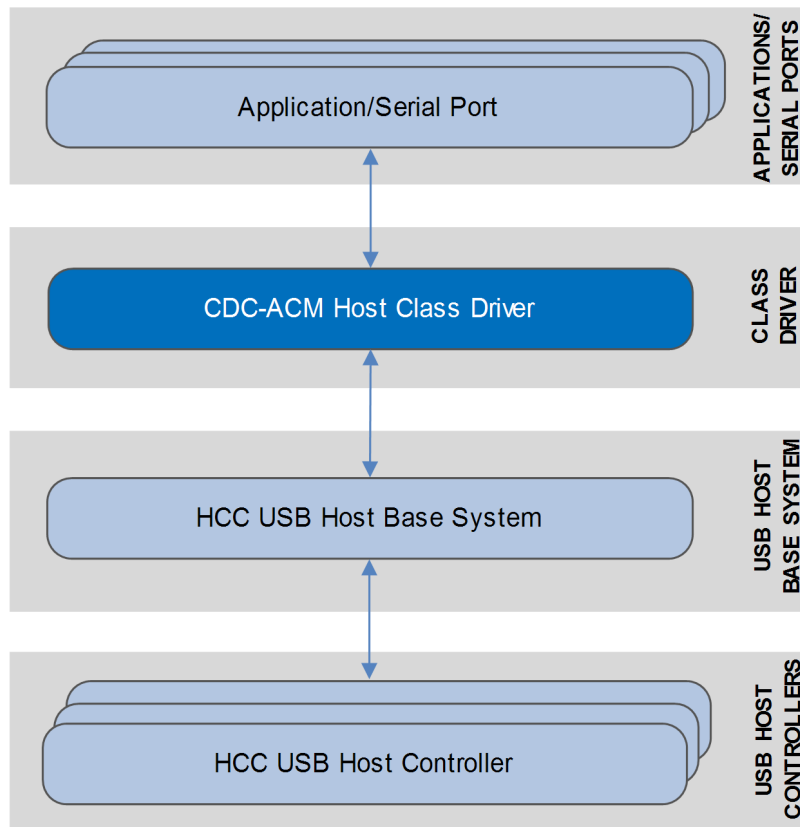 Application/Serial Port
APPLICATIONS/
SERIAL PORTS
CDC-ACM Host Class Driver
CLASS
DRIVER
HCC USB Host Base System
USB HOST
BASE SYSTEM
HCC USB Host Controller
USB HOST
CONTROLLERS